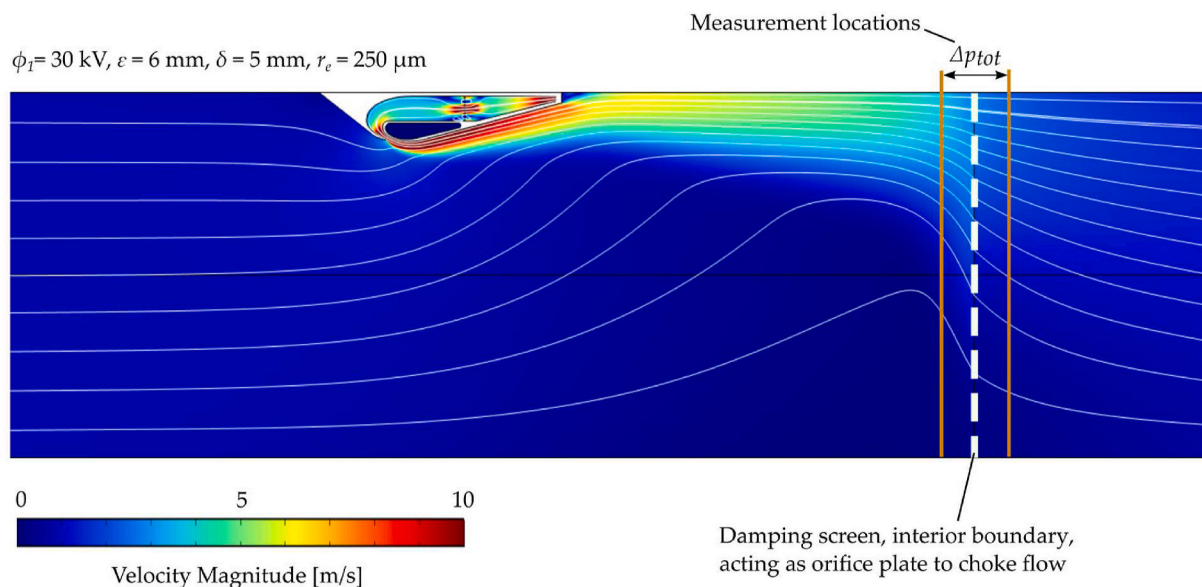 Measurement locations
Δptot
ϕ1= 30 kV, ε = 6 mm, δ = 5 mm, re = 250 μm
0
5
10
Velocity Magnitude [m/s]
Damping screen, interior boundary,
acting as orifice plate to choke flow